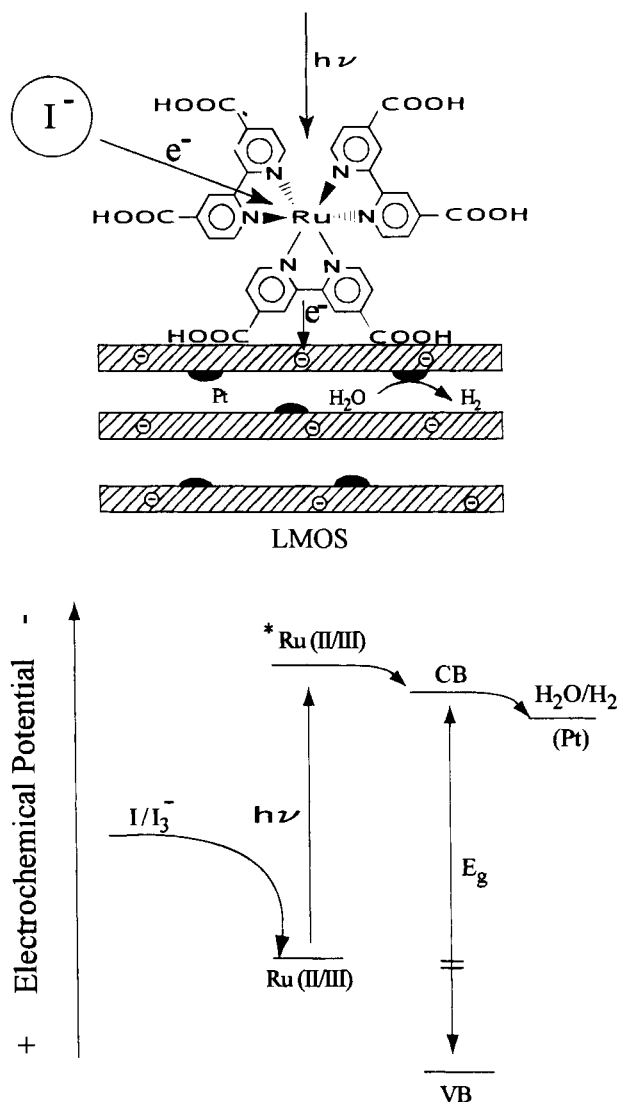 hν
I⁻
e⁻
HOOC COOH
N N
HOOC N Ru N COOH
N N
e⁻
HOOC COOH
Pt H₂O H₂
LMOS
+ Electrochemical Potential -
* Ru (II/III)
CB
H₂O/H₂
(Pt)
hν
I/I₃⁻
E_g
Ru (II/III)
VB